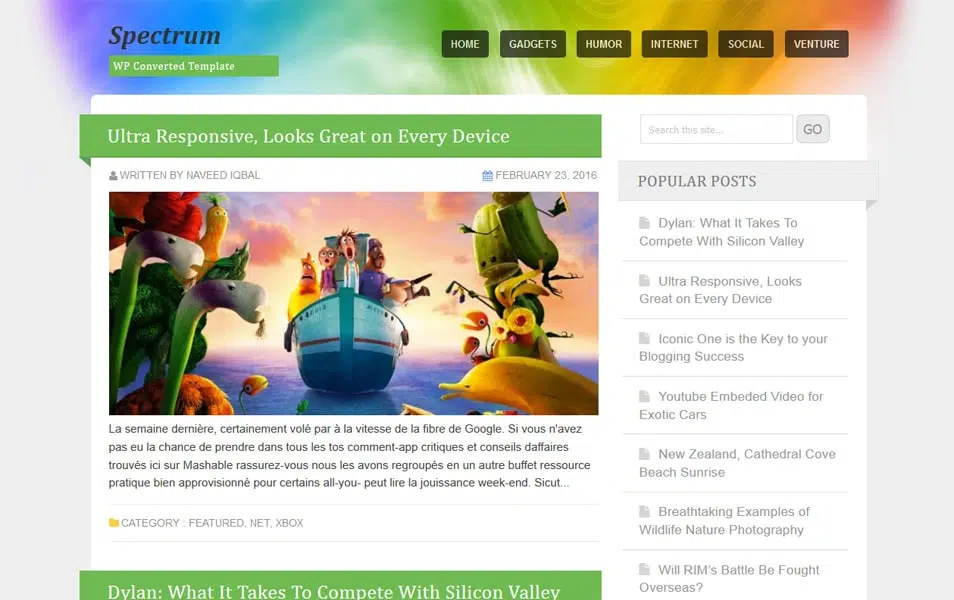 Spectrum
WP Converted Template
HOME GADGETS HUMOR INTERNET SOCIAL VENTURE
Ultra Responsive, Looks Great on Every Device
WRITTEN BY NAVEED IQBAL FEBRUARY 23, 2016
La semaine dernière, certainement volé par à la vitesse de la fibre de Google. Si vous n'avez
pas eu la chance de prendre dans tous les tos comment-app critiques et conseils daffaires
trouvés ici sur Mashable rassurez-vous nous les avons regroupés en un autre buffet ressource
pratique bien approvisionné pour certains all-you- peut lire la jouissance week-end. Sicut...
CATEGORY : FEATURED, NET, XBOX
Dylan: What It Takes To Compete With Silicon Valley
Search this site...
GO
POPULAR POSTS
Dylan: What It Takes To
Compete With Silicon Valley
Ultra Responsive, Looks
Great on Every Device
Iconic One is the Key to your
Blogging Success
Youtube Embeded Video for
Exotic Cars
New Zealand, Cathedral Cove
Beach Sunrise
Breathtaking Examples of
Wildlife Nature Photography
Will RIM's Battle Be Fought
Overseas?